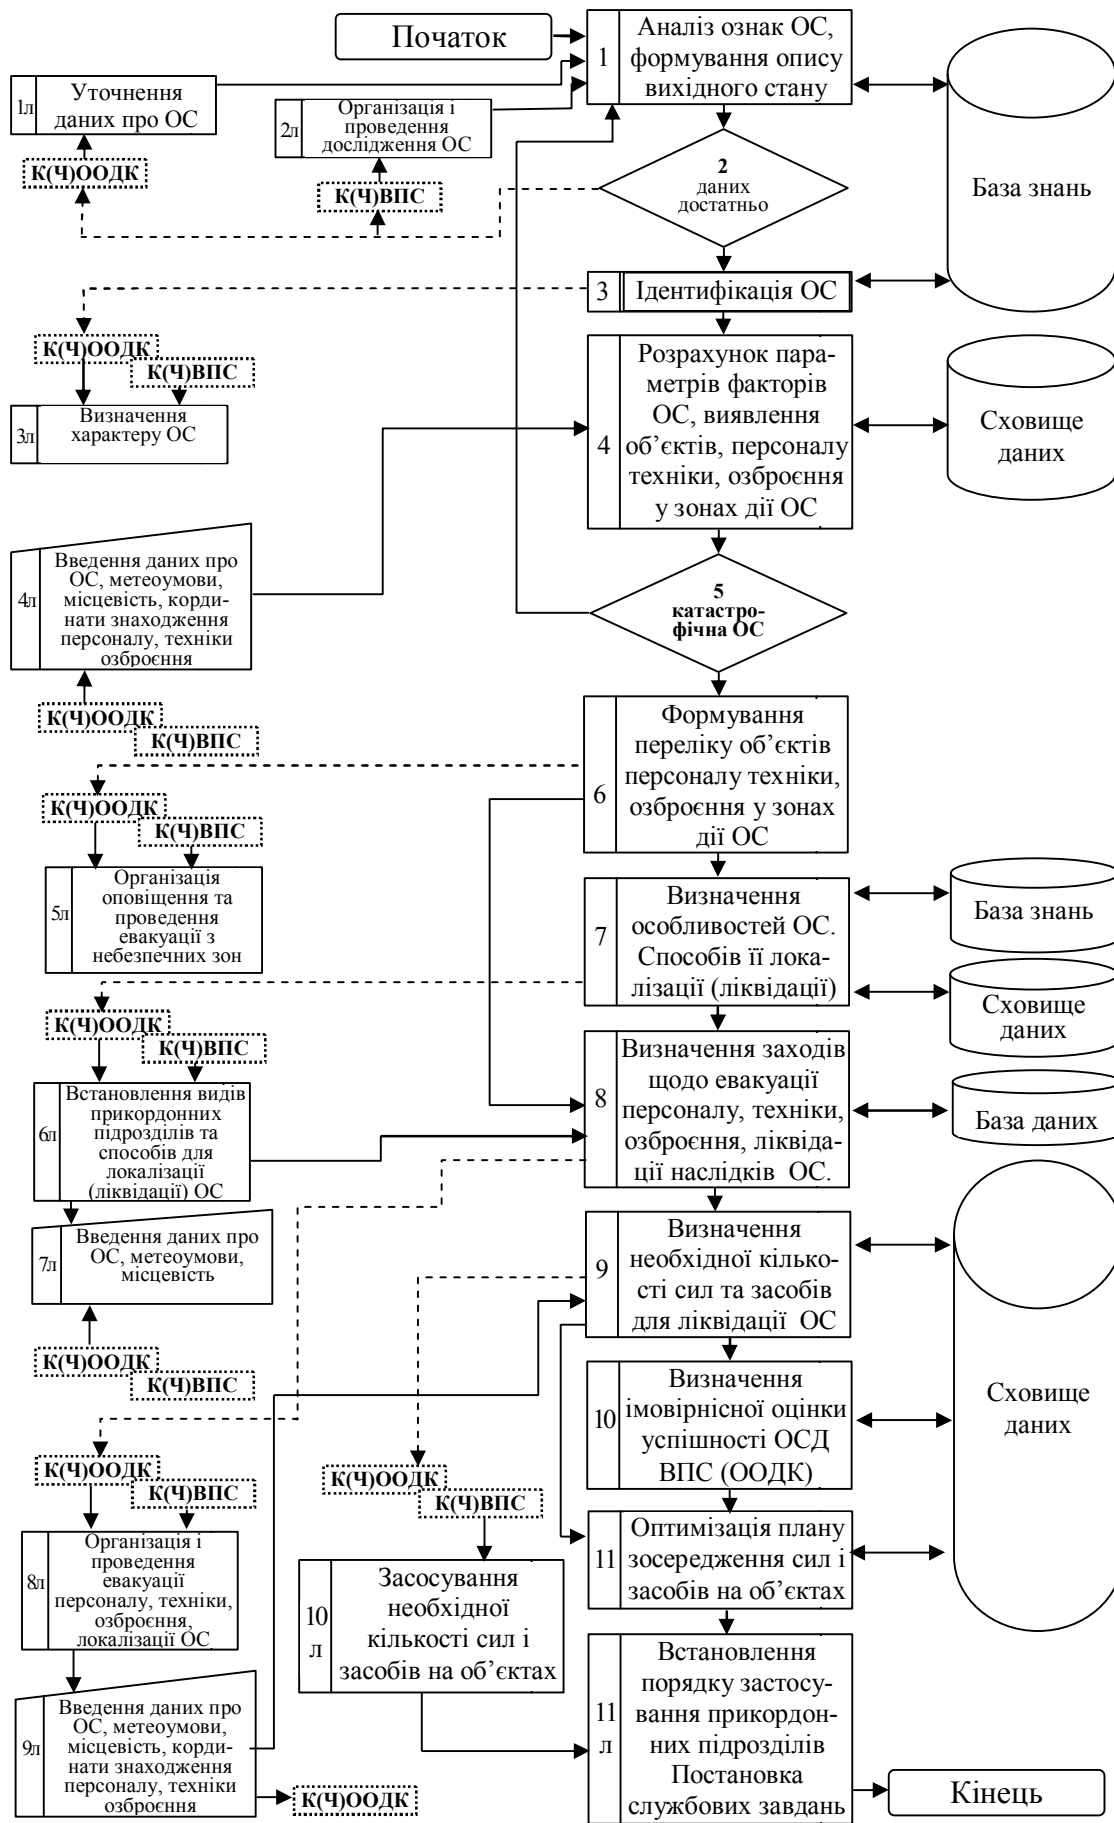 Початок
1
Аналіз ознак ОС,
формування опису
вихідного стану
1л
Уточнення
даних про ОС
К(Ч)ООДК
2л
Організація і
проведення
дослідження ОС
К(Ч)ВПС
2
даних
достатньо
База знань
3
Ідентифікація ОС
К(Ч)ООДК
К(Ч)ВПС
3л
Визначення
характеру ОС
4
Розрахунок пара-
метрів факторів
ОС, виявлення
об’єктів, персоналу
техніки, озброєння
у зонах дії ОС
Сховище
даних
4л
Введення даних про
ОС, метеоумови,
місцевість, корди-
нати знаходження
персоналу, техніки
озброєння
К(Ч)ООДК
К(Ч)ВПС
5
катастро-
фічна ОС
6
Формування
переліку об’єктів
персоналу техніки,
озброєння у зонах
дії ОС
К(Ч)ООДК
К(Ч)ВПС
5л
Організація
оповіщення та
проведення
евакуації з
небезпечних зон
7
Визначення
особливостей ОС.
Способів її лока-
лізації (ліквідації)
База знань
Сховище
даних
К(Ч)ООДК
К(Ч)ВПС
6л
Встановлення видів
прикордонних
підрозділів та
способів для
локалізації
(ліквідації) ОС
8
Визначення заходів
щодо евакуації
персоналу, техніки,
озброєння, ліквіда-
ції наслідків ОС.
База даних
7л
Введення даних про
ОС, метеоумови,
місцевість
К(Ч)ООДК
К(Ч)ВПС
9
Визначення
необхідної кілько-
сті сил та засобів
для ліквідації ОС
10
Визначення
імовірнісної оцінки
успішності ОСД
ВПС (ООДК)
Сховище
даних
К(Ч)ООДК
К(Ч)ВПС
К(Ч)ООДК
К(Ч)ВПС
8л
Організація і
проведення
евакуації
персоналу, техніки,
озброєння,
локалізації ОС
10
л
Засосування
необхідної
кількості сил і
засобів на об’єктах
11
Оптимізація плану
зосередження сил і
засобів на об’єктах
9л
Введення даних про
ОС, метеоумови,
місцевість, корди-
нати знаходження
персоналу, техніки
озброєння
К(Ч)ООДК
11
л
Встановлення
порядку застосу-
вання прикордон-
них підрозділів
Постановка
службових завдань
Кінець